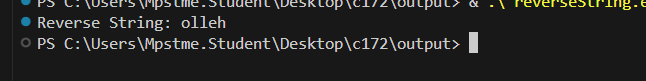 PS C:\Users\Mpstme.Student\Desktop\c172\output> & .\'reverseString.e
Reverse String: olleh
PS C:\Users\Mpstme.Student\Desktop\c172\output>